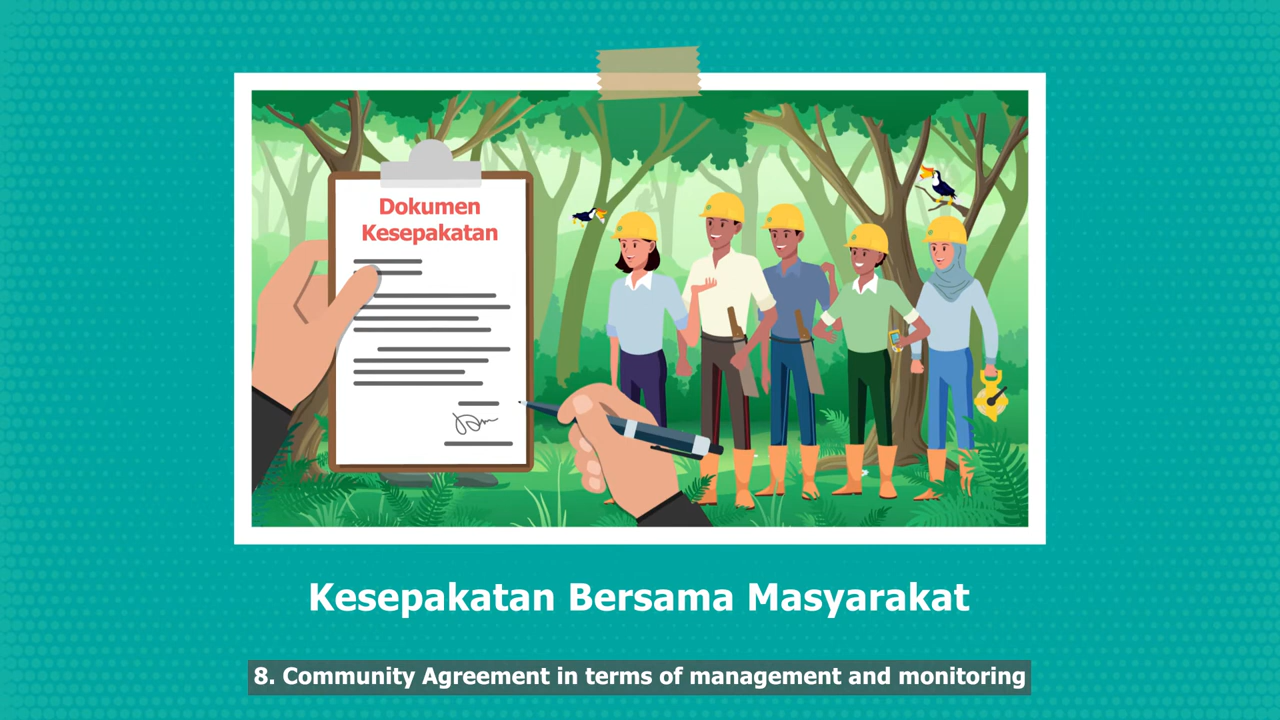 Dokumen
Kesepakatan
Kesepakatan Bersama Masyarakat
8. Community Agreement in terms of management and monitoring